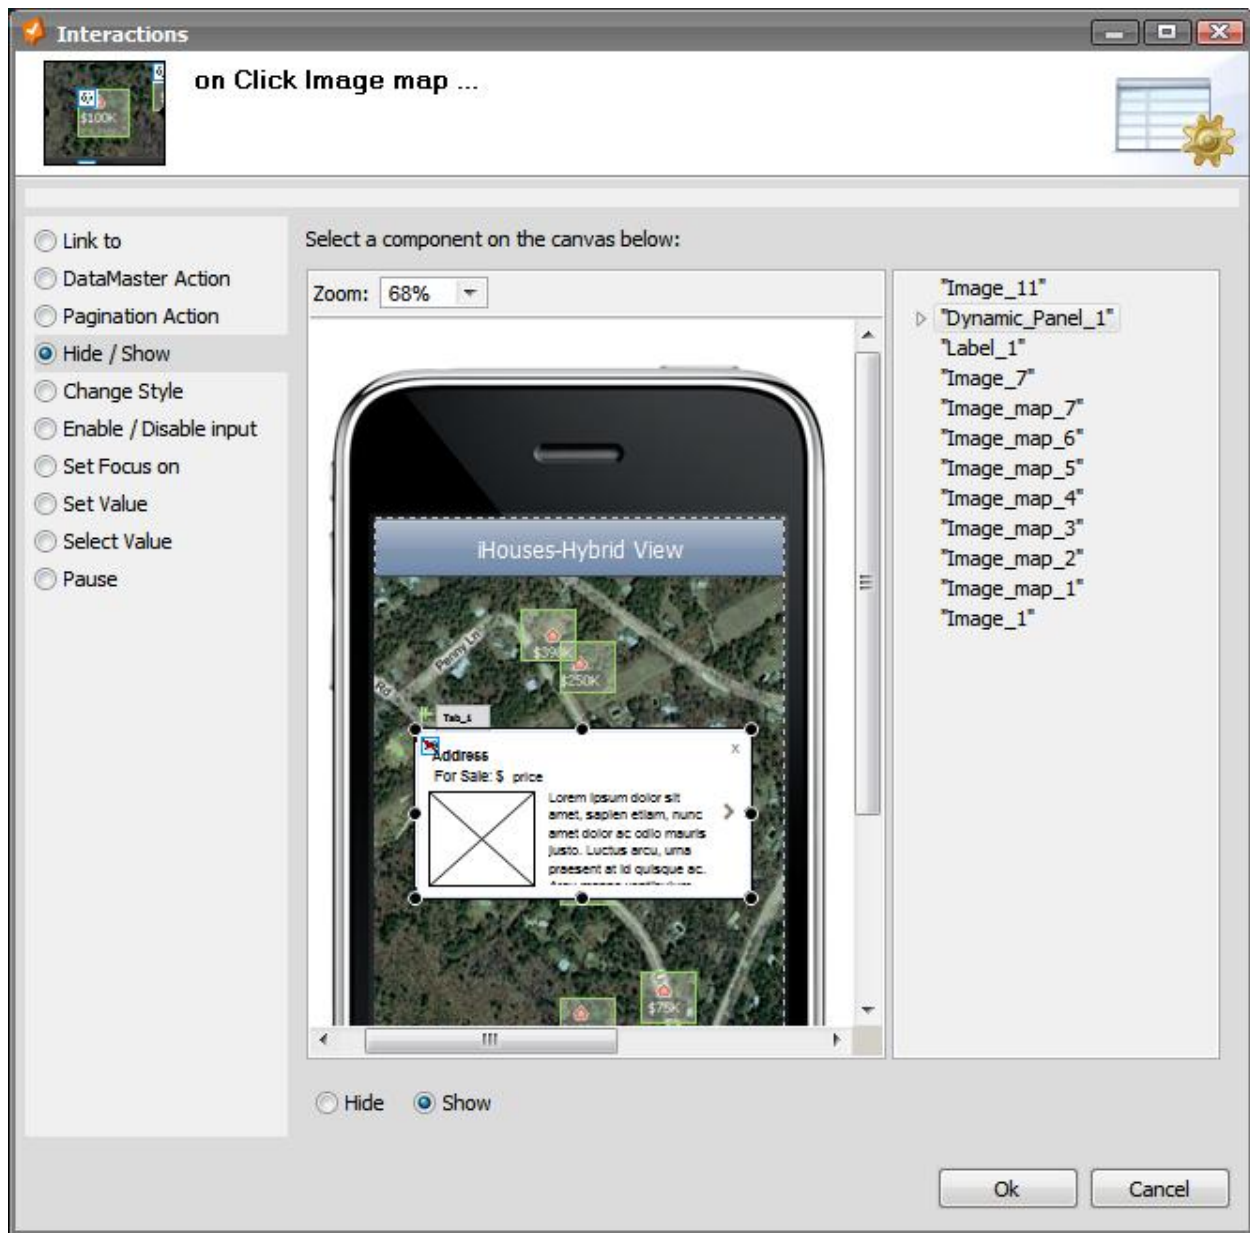 Interactions
on Click Image map ...
$100K
Link to
DataMaster Action
Pagination Action
Hide / Show
Change Style
Enable / Disable input
Set Focus on
Set Value
Select Value
Pause
Select a component on the canvas below:
Zoom: 68%
iHouses-Hybrid View
Penny Ln
$390K
$250K
Rd
Tab_1
Address
x
For Sale: $ price
Lorem ipsum dolor sit
amet, sapien etiam, nunc
amet dolor ac odio mauris
justo. Luctus arcu, urna
praesent at id quisque ac.
$75K
"Image_11"
"Dynamic_Panel_1"
"Label_1"
"Image_7"
"Image_map_7"
"Image_map_6"
"Image_map_5"
"Image_map_4"
"Image_map_3"
"Image_map_2"
"Image_map_1"
"Image_1"
Hide
Show
Ok
Cancel